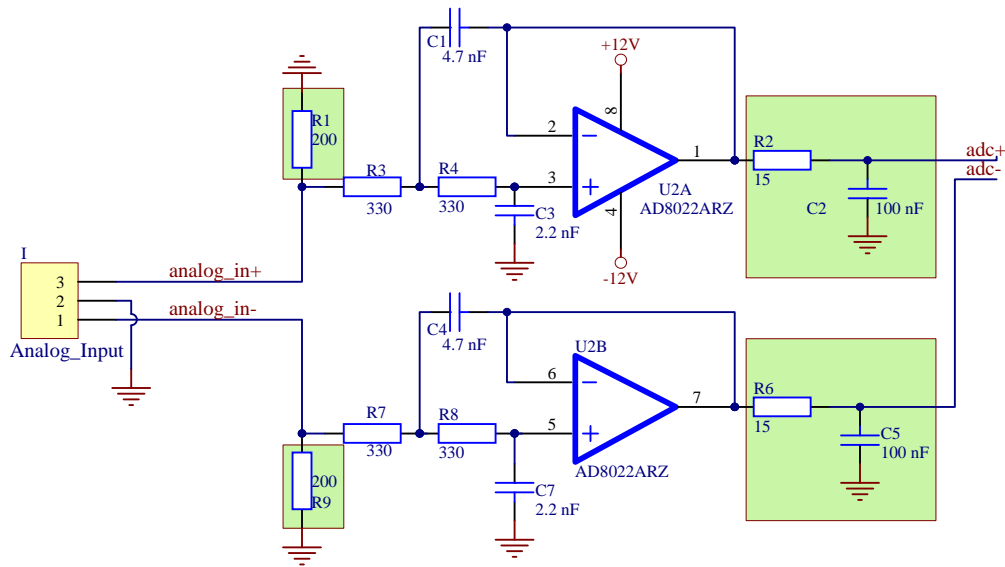 C1
4.7 nF
+12V
8
R1
200
2
R2
15
adc+
adc-
1
R3
330
R4
330
3
U2A
AD8022ARZ
C3
2.2 nF
4
C2
100 nF
I
3
2
1
Analog_Input
analog_in+
analog_in-
-12V
C4
4.7 nF
U2B
6
7
R6
15
R7
330
R8
330
5
C5
100 nF
AD8022ARZ
200
R9
C7
2.2 nF